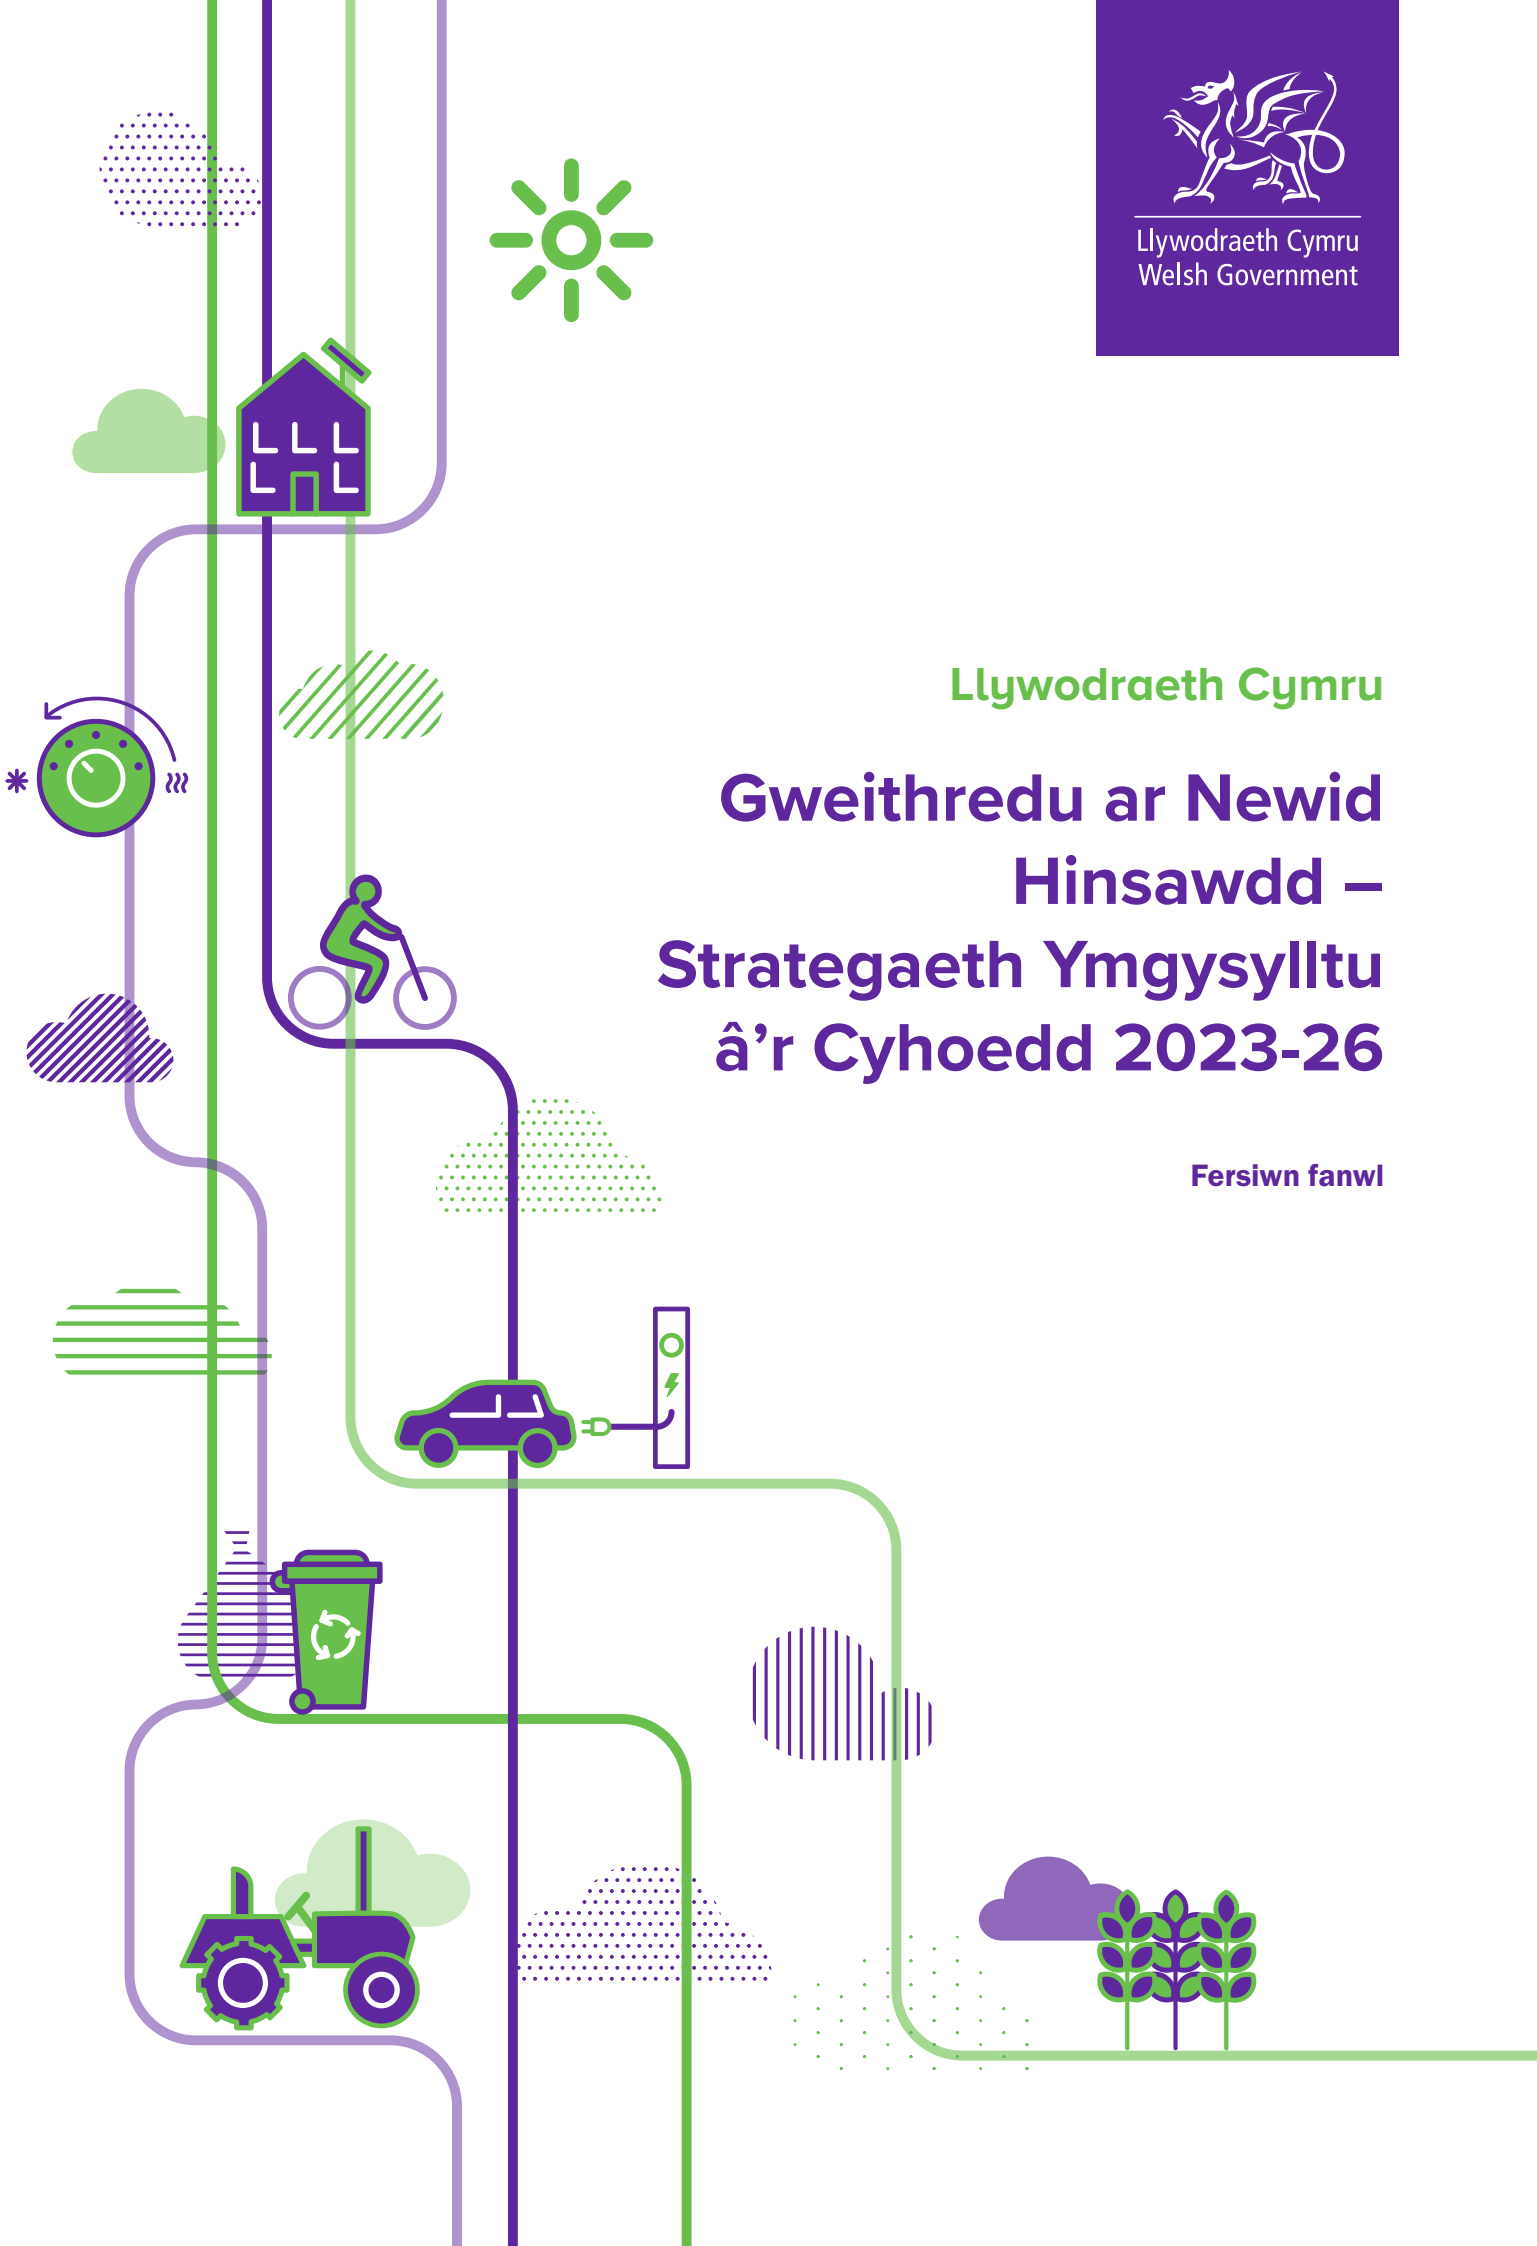 Llywodraeth Cymru
Welsh Government
Llywodraeth Cymru
Gweithredu ar Newid
Hinsawdd –
Strategaeth Ymgysylltu
â’r Cyhoedd 2023-26
Fersiwn fanwl